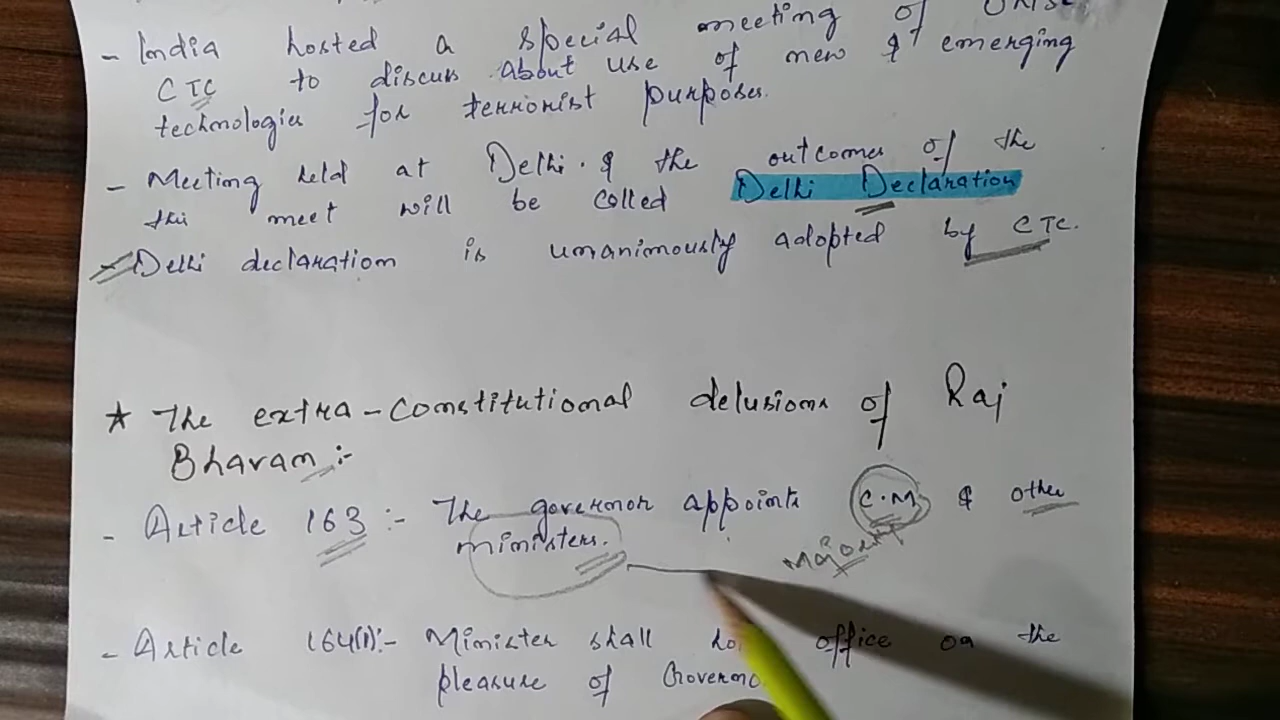 - India hosted a special meeting of UNSC
CTC to discuss about use of new & emerging
technologies for terrorist purposes.
- Meeting held at Delhi. & the outcomes of the
this meet will be called Delhi Declaration
- Delhi declaration is unanimously adopted by CTC.
* The extra-Constitutional delusions of Raj
Bhavan:-
- Article 163:- The governor appoints C.M & other
ministers.
Majority
- Article 164(1):- Minister shall office on the
pleasure of Governo